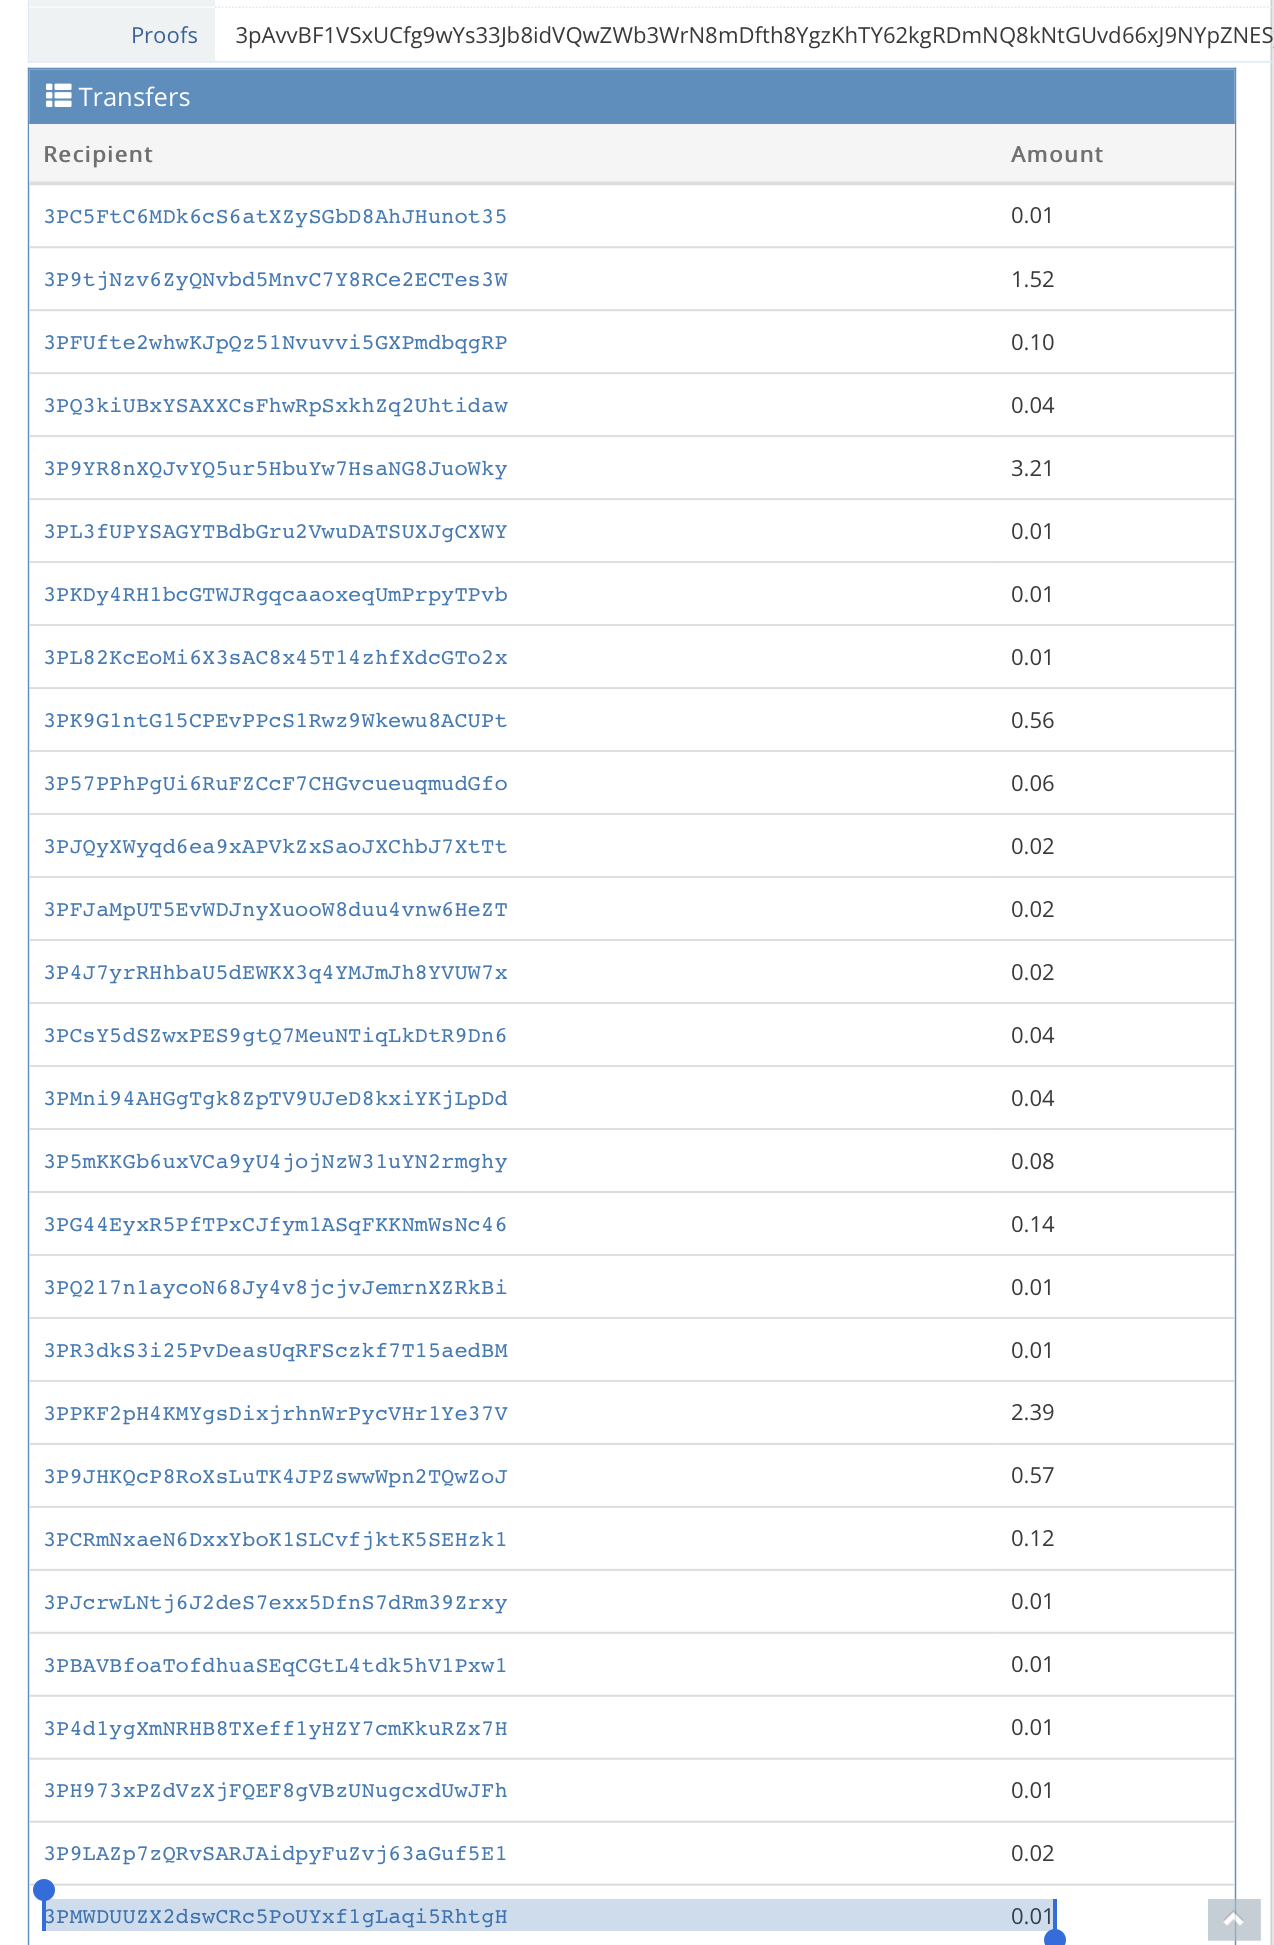 Proofs 3pAvvBF1VSxUCfg9wYs33Jb8idVQwZWb3WrN8mDfth8YgzKhTY62kgRDmNQ8kNtGUvd66xJ9NYpZNES
Transfers
Recipient Amount
3PC5FtC6MDk6cS6atXZySGbD8AhJHunot35 0.01
3P9tjNzv6ZyQNvbd5MnvC7Y8RCe2ECTes3W 1.52
3PFUfte2whwKJpQz51Nvuvvi5GXPmdbqgRP 0.10
3PQ3kiUBxYSAXXCsFhwRpSxkhZq2Uhtidaw 0.04
3P9YR8nXQJvYQ5ur5HbuYw7HsaNG8JuoWky 3.21
3PL3fUPYSAGYTBdbGru2VwuDATSUXJgCXWY 0.01
3PKDy4RH1bcGTWJRgqcaaoxeqUmPrpyTPvb 0.01
3PL82KcEoMi6X3sAC8x45T14zhfXdcGTo2x 0.01
3PK9G1ntG15CPEvPPcS1Rwz9Wkewu8ACUPt 0.56
3P57PPhPgUi6RuFZCcF7CHGvcueuqmudGfo 0.06
3PJQyXWyqd6ea9xAPVkZxSaoJXChbJ7XtTt 0.02
3PFJaMpUT5EvWDJnyXuooW8duu4vnw6HeZT 0.02
3P4J7yrRHhbaU5dEWKX3q4YMJmJh8YVUW7x 0.02
3PCsY5dSZwxPES9gtQ7MeuNTiqLkDtR9Dn6 0.04
3PMni94AHGgTgk8ZpTV9UJeD8kxiYKjLpDd 0.04
3P5mKKGb6uxVCa9yU4jojNzW31uYN2rmghy 0.08
3PG44EyxR5PfTPxCJfym1ASqFKKNmWsNc46 0.14
3PQ217n1aycoN68Jy4v8jcjvJemrnXZRkBi 0.01
3PR3dkS3i25PvDeasUqRFSczkf7T15aedBM 0.01
3PPKF2pH4KMYgsDixjrhnWrPycVHr1Ye37V 2.39
3P9JHKQcP8RoXsLuTK4JPZswwWpn2TQwZoJ 0.57
3PCRmNxaeN6DxxYboK1SLCvfjktK5SEHzk1 0.12
3PJcrwLNtj6J2deS7exx5DfnS7dRm39Zrxy 0.01
3PBAVBfoaTofdhuaSEqCGtL4tdk5hV1Pxw1 0.01
3P4d1ygXmNRHB8TXeff1yHZY7cmKkuRZx7H 0.01
3PH973xPZdVzXjFQEF8gVBzUNugcxdUwJFh 0.01
3P9LAZp7zQRvSARJAidpyFuZvj63aGuf5E1 0.02
3PMWDUUZX2dswCRc5PoUYxf1gLaqi5RhtgH 0.01